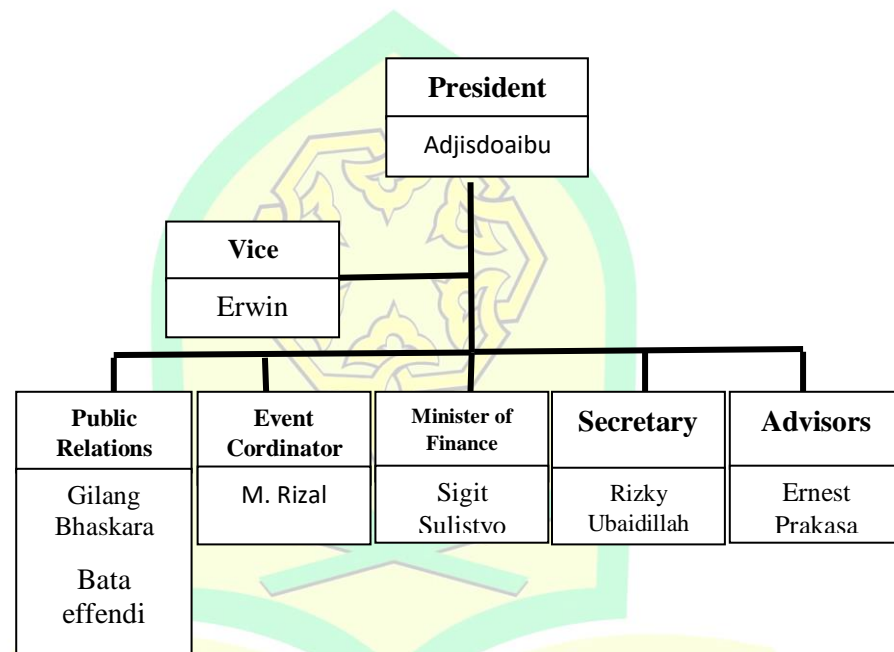 President
Adjisdoaibu
Vice
Erwin
Public
Relations
Gilang
Bhaskara
Bata
effendi
Event
Cordinator
M. Rizal
Minister of
Finance
Sigit
Sulistyo
Secretary
Rizky
Ubaidillah
Advisors
Ernest
Prakasa